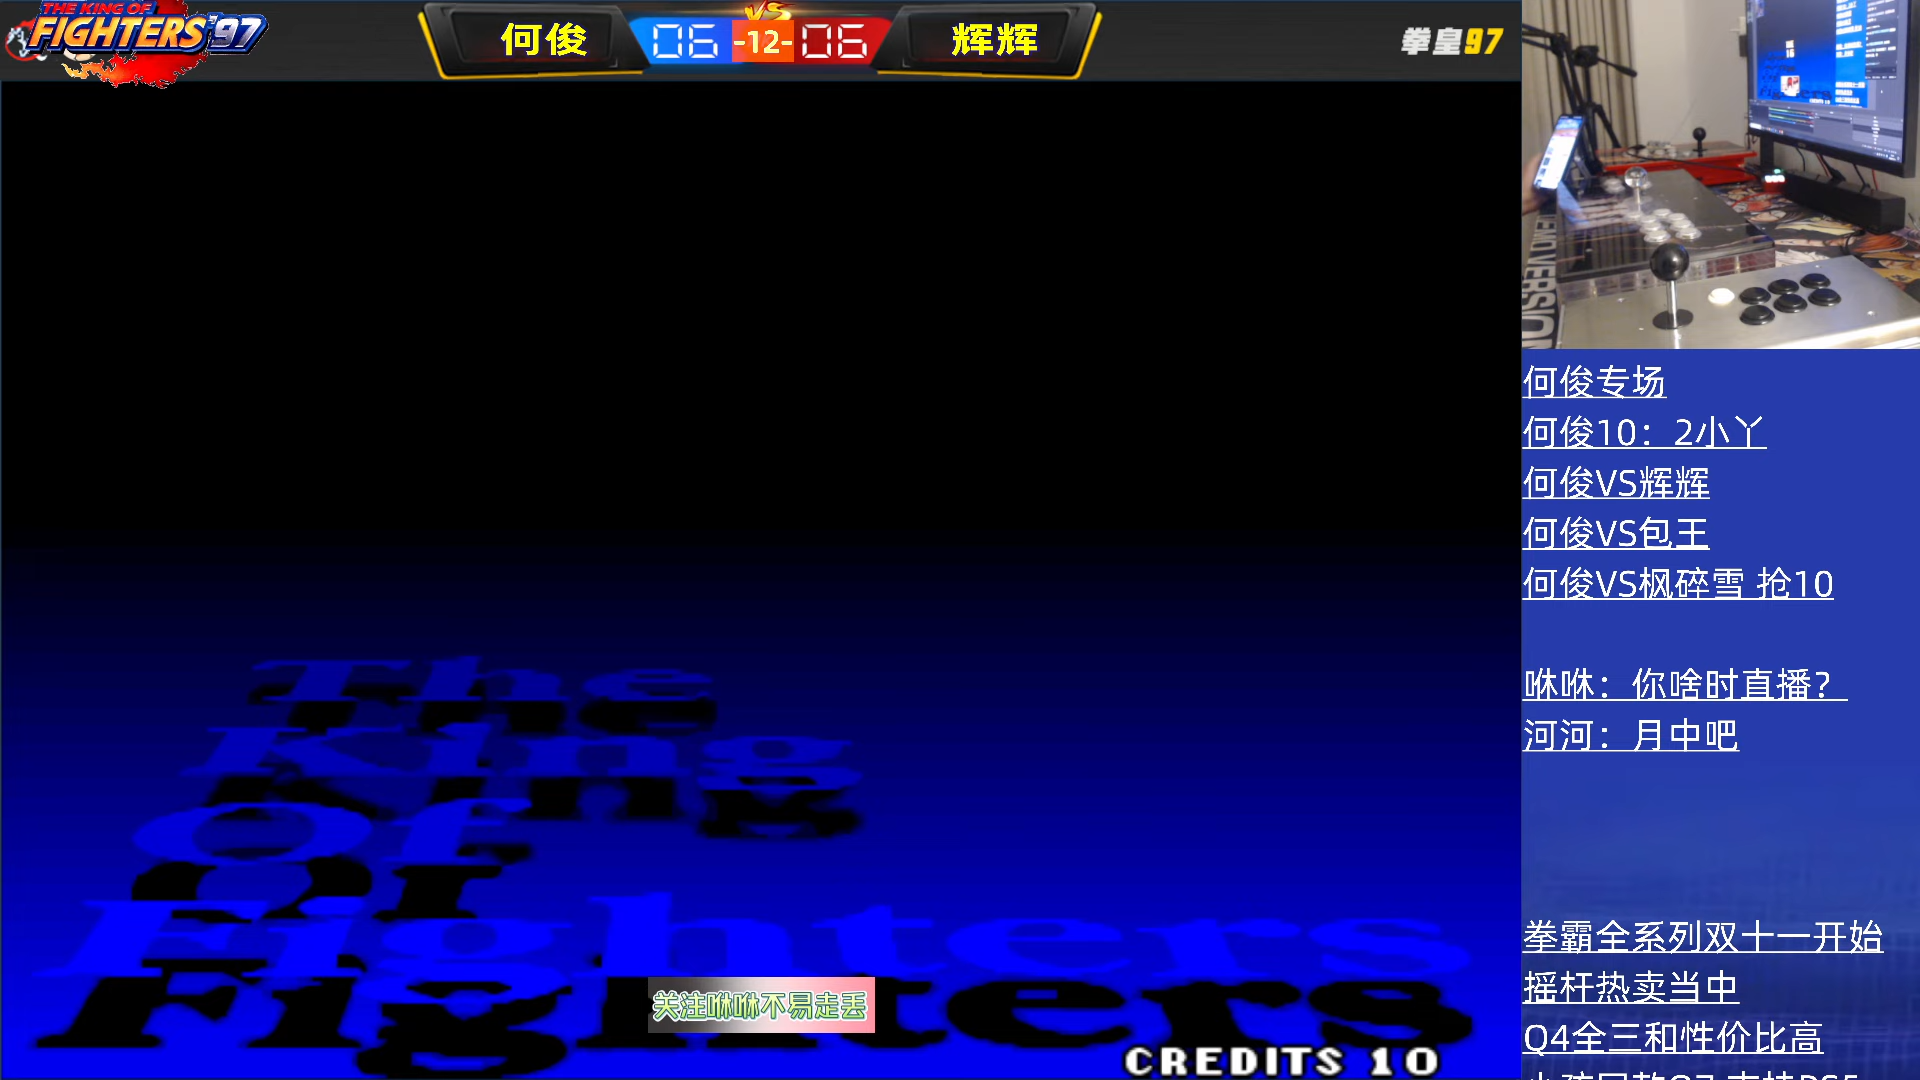 THE KING OF
FIGHTERS'97
何俊
06
VS
-12-
06
辉辉
拳皇97
DEMO VERSION
何俊专场
何俊10：2小丫
何俊VS辉辉
何俊VS包王
何俊VS枫碎雪 抢10
咻咻：你啥时直播？
河河：月中吧
The
King
Of
Fighters
关注咻咻不易走丢
CREDITS 10
拳霸全系列双十一开始
摇杆热卖当中
Q4全三和性价比高